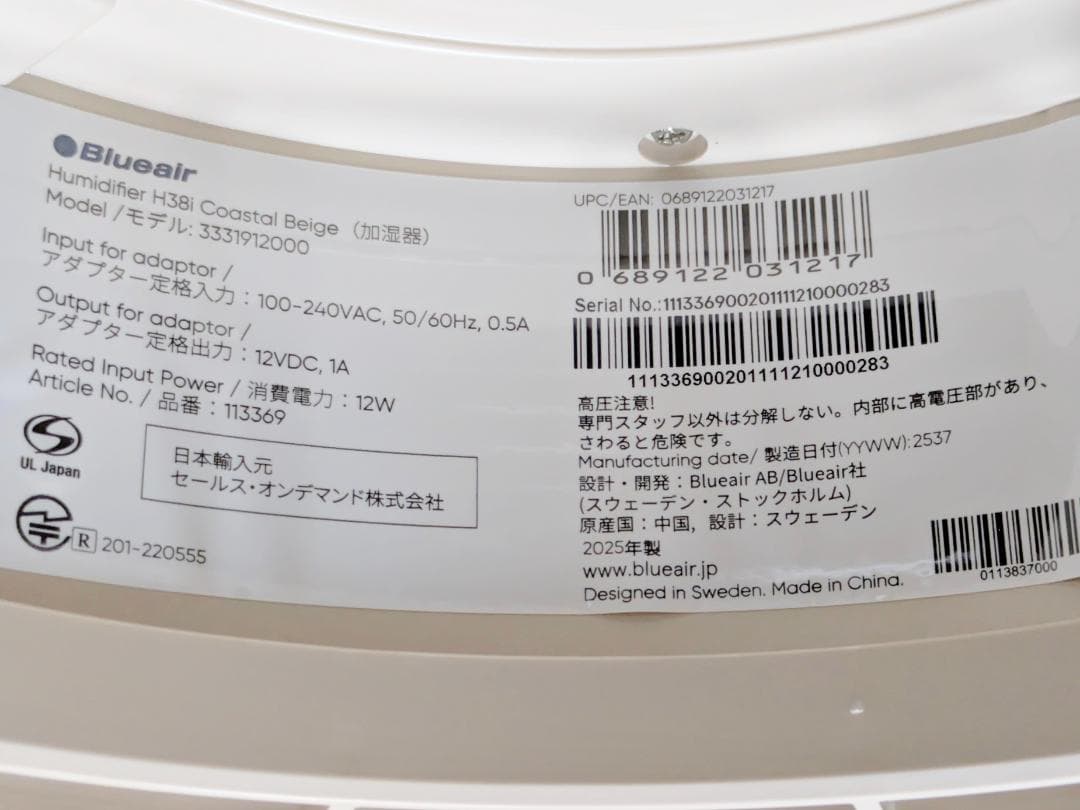 Blueair
Humidifier H38i Coastal Beige（加湿器）
Model /モデル: 3331912000
Input for adaptor /
アダプター定格入力：100-240VAC, 50/60Hz, 0.5A
Output for adaptor /
アダプター定格出力：12VDC, 1A
Rated Input Power / 消費電力：12W
Article No. / 品番：113369
UL Japan
日本輸入元
セールス・オンデマンド株式会社
R 201-220555
UPC/EAN: 0689122031217
0 689122 031217
Serial No.:1113369002011111210000283
1113369002011111210000283
高圧注意!
専門スタッフ以外は分解しない。内部に高電圧部があり、
さわると危険です。
Manufacturing date/ 製造日付(YYWW):2537
設計・開発：Blueair AB/Blueair社
(スウェーデン・ストックホルム)
原産国：中国，設計：スウェーデン
2025年製
www.blueair.jp
Designed in Sweden. Made in China.
0113837000